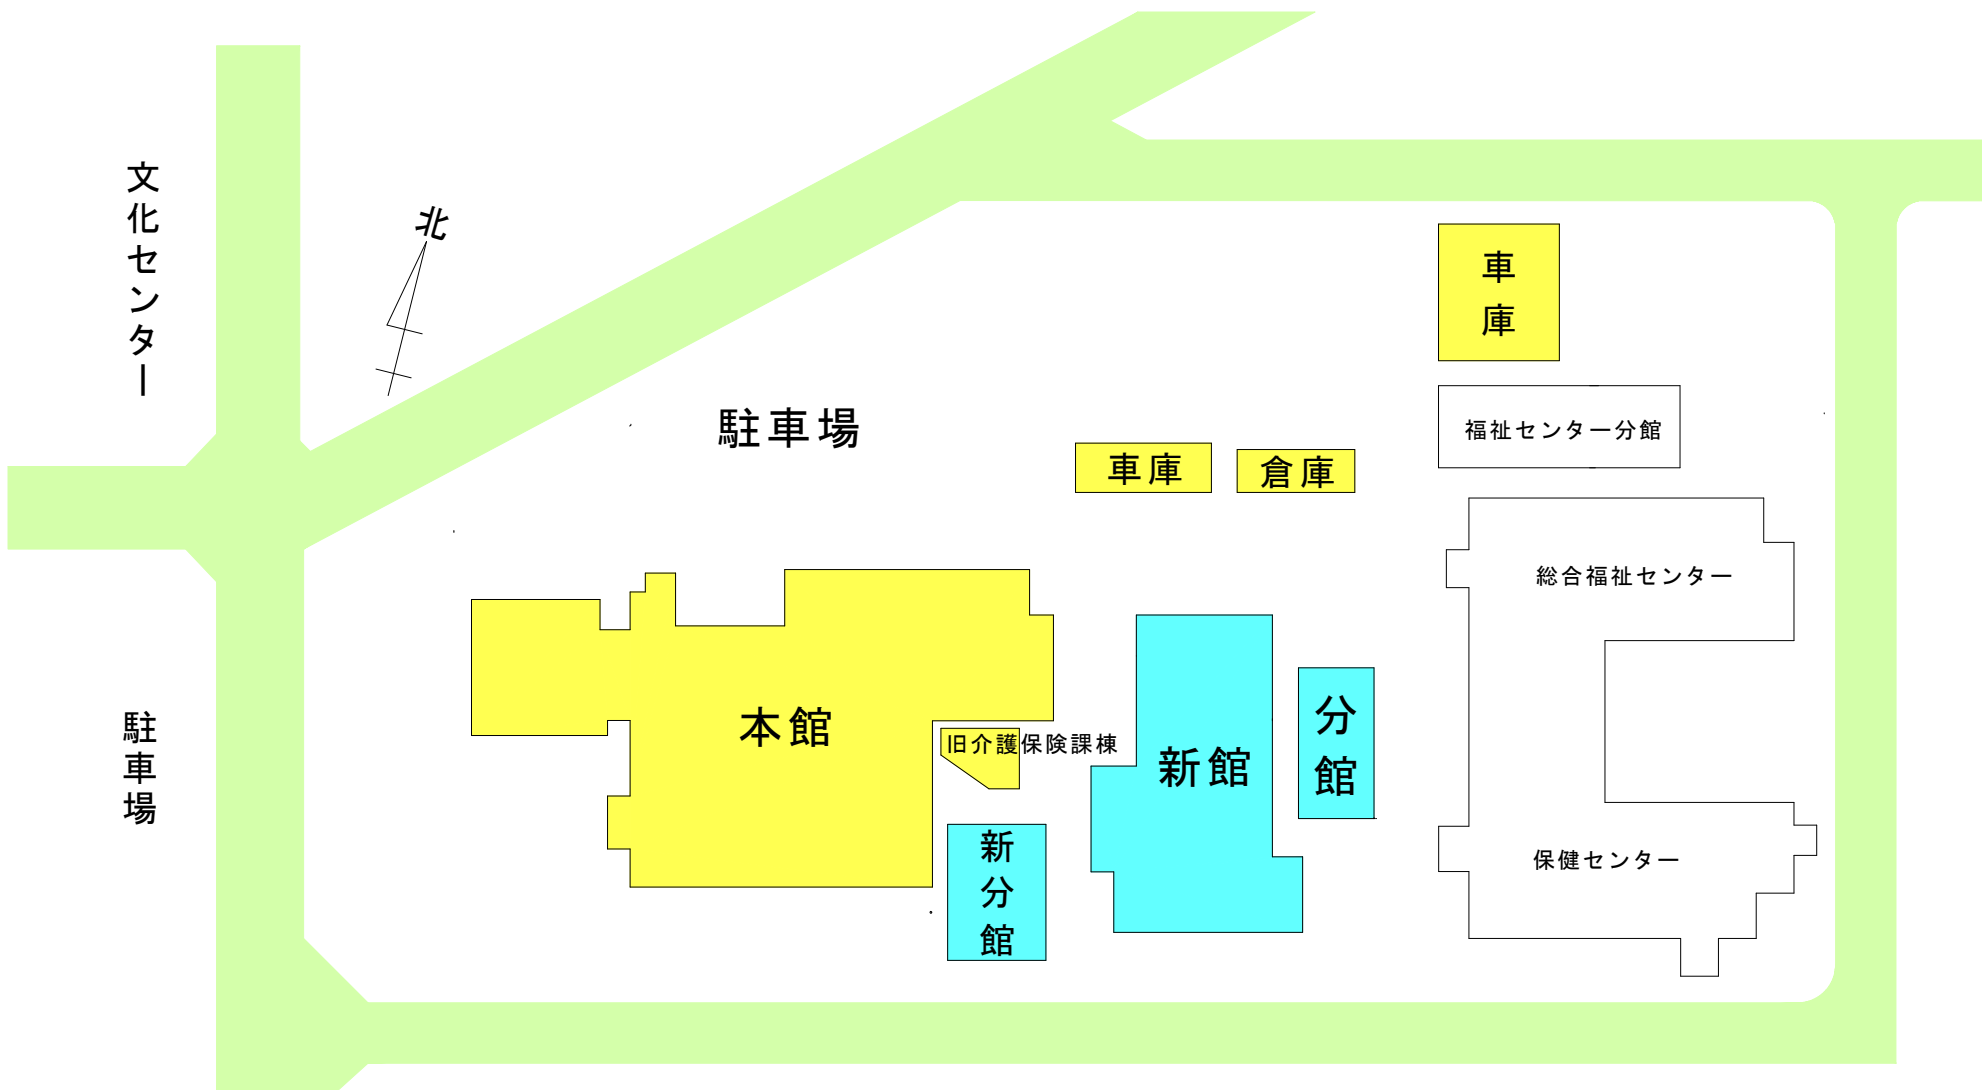 文化センター
北
車庫
駐車場
福祉センター分館
車庫
倉庫
総合福祉センター
本館
旧介護保険課棟
分館
新館
駐車場
新分館
保健センター